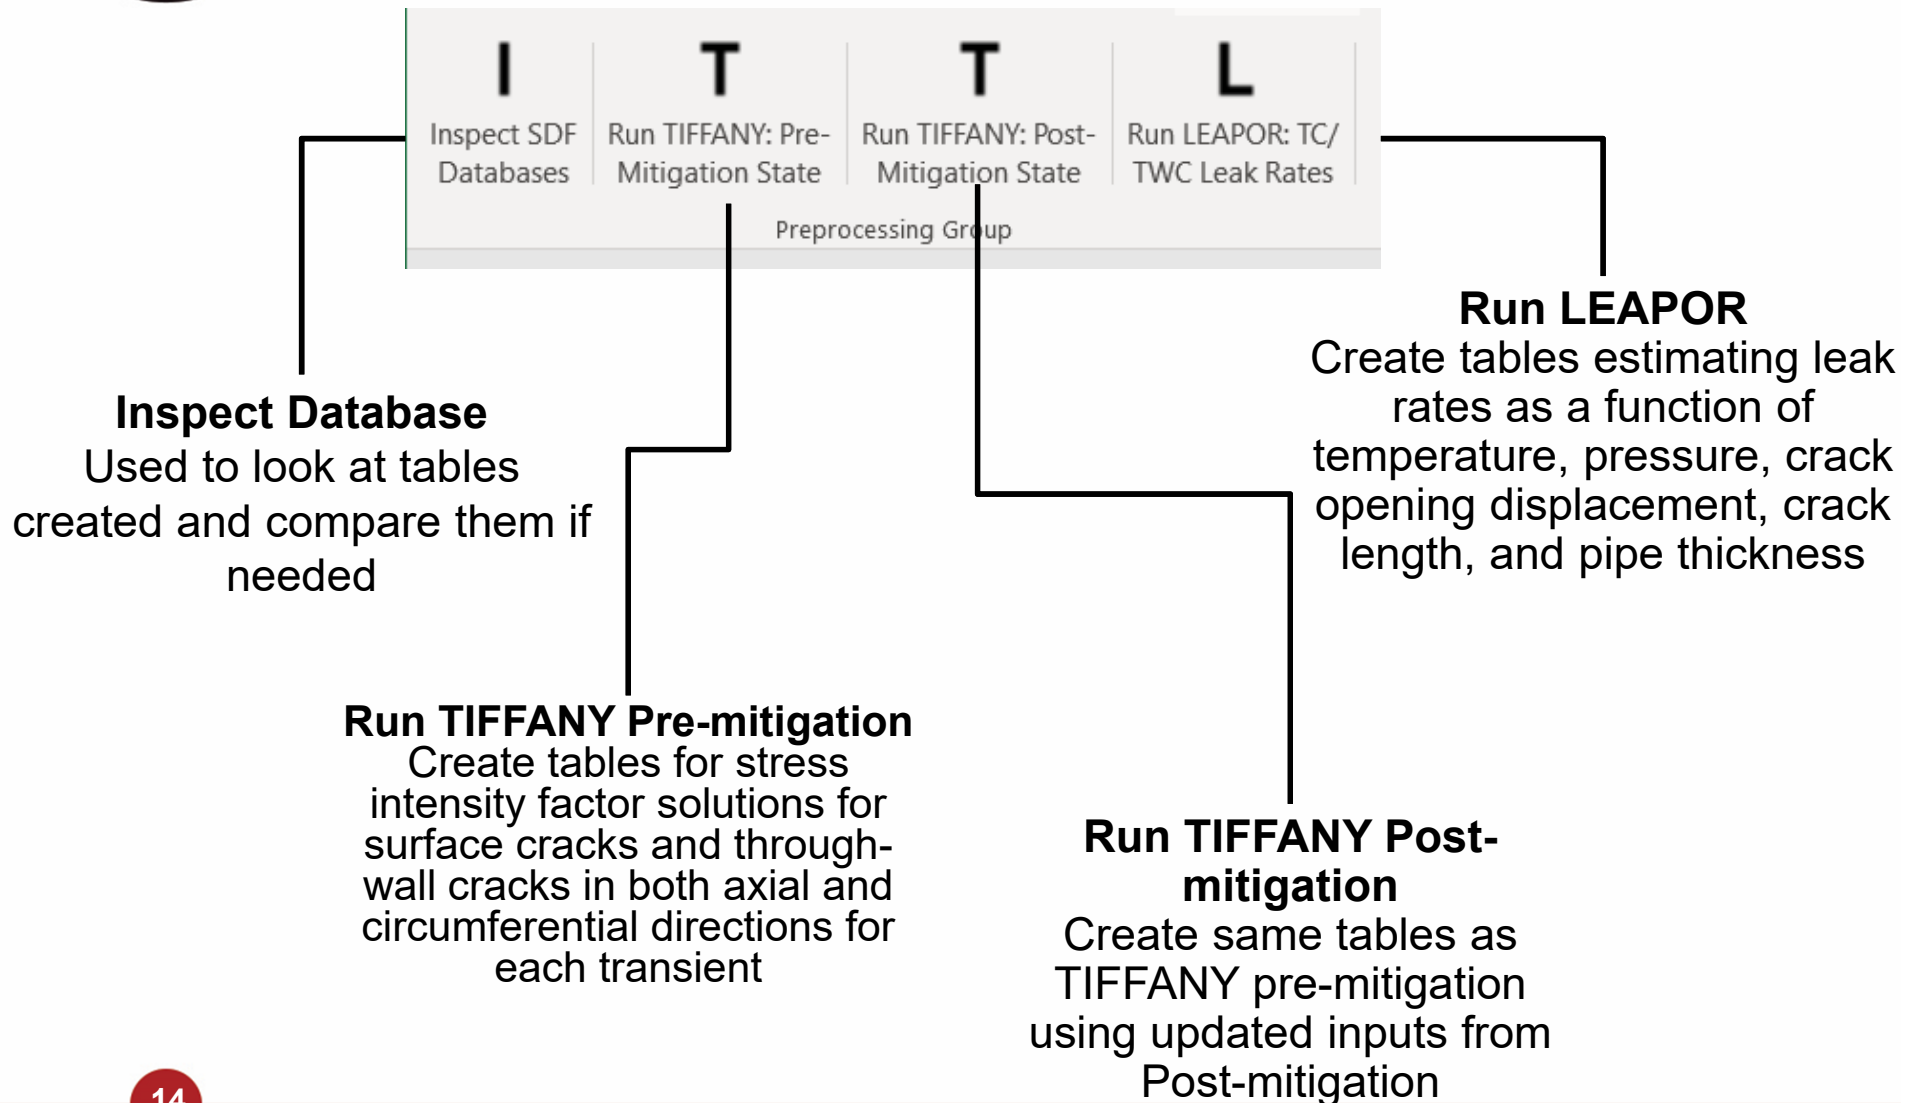 I
T
T
L
Inspect SDF
Databases
Run TIFFANY: Pre-
Mitigation State
Run TIFFANY: Post-
Mitigation State
Run LEAPOR: TC/
TWC Leak Rates
Preprocessing Group
Run LEAPOR
Create tables estimating leak
rates as a function of
temperature, pressure, crack
opening displacement, crack
length, and pipe thickness
Inspect Database
Used to look at tables
created and compare them if
needed
Run TIFFANY Pre-mitigation
Create tables for stress
intensity factor solutions for
surface cracks and through-
wall cracks in both axial and
circumferential directions for
each transient
Run TIFFANY Post-
mitigation
Create same tables as
TIFFANY pre-mitigation
using updated inputs from
Post-mitigation
14